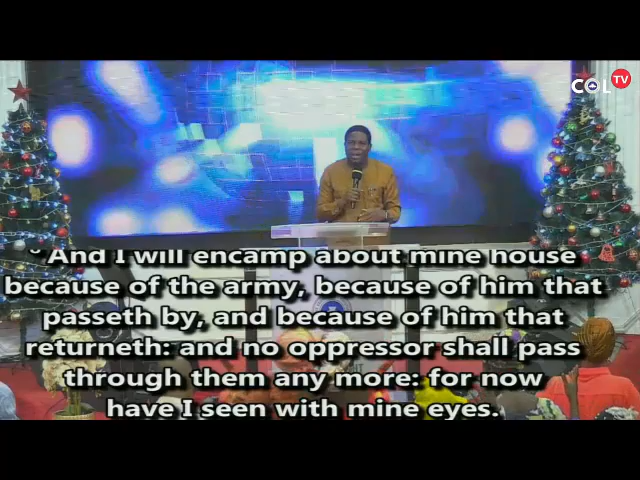 COL TV
⁸And I will encamp about mine house
because of the army, because of him that
passeth by, and because of him that
returneth: and no oppressor shall pass
through them any more: for now
have I seen with mine eyes.